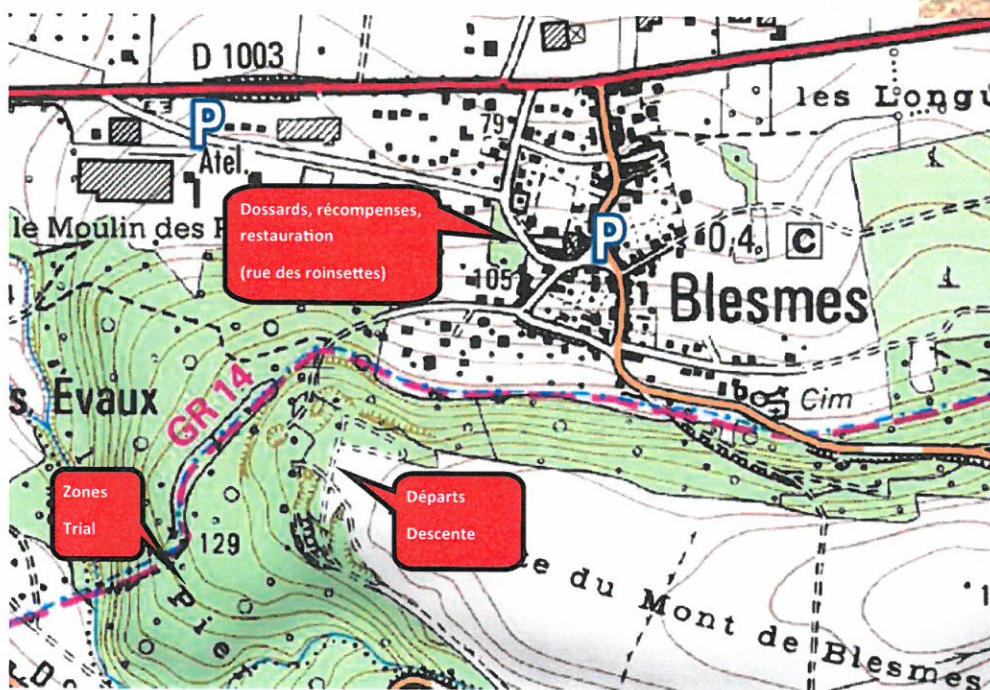 D 1003
les Longu
P
79
Atel.
Dossards, récompenses,
restauration
(rue des roinsettes)
le Moulin des
P
0,4
C
105
Blesmes
Evaux
GR 14
Cim
Zones
Trial
Départs
Descente
129
du Mont de Blesmes